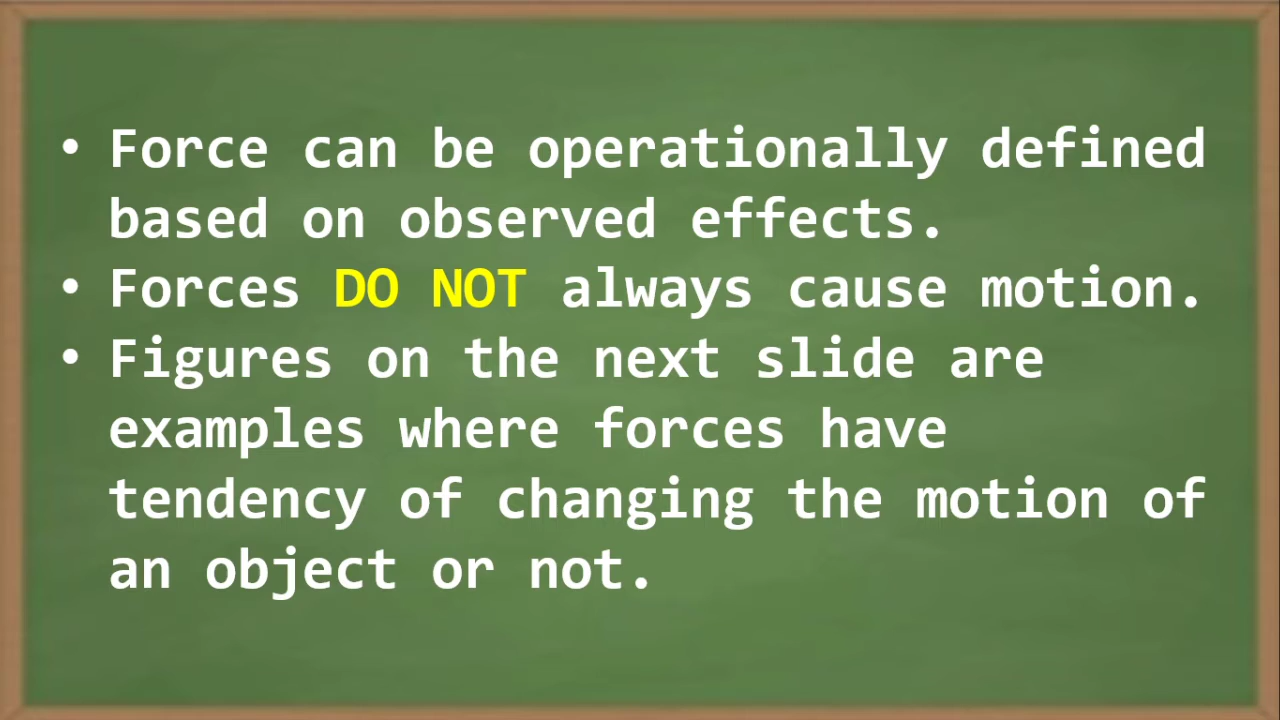 • Force can be operationally defined
based on observed effects.
• Forces DO NOT always cause motion.
• Figures on the next slide are
examples where forces have
tendency of changing the motion of
an object or not.